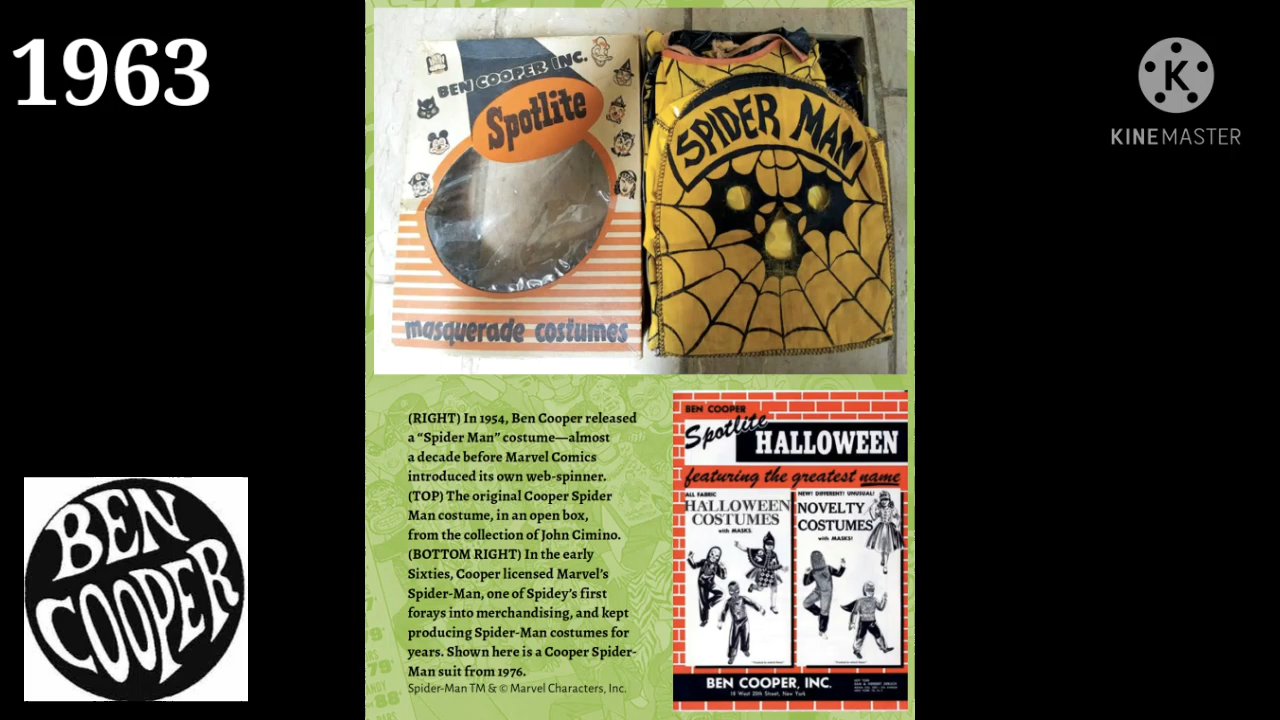 1963
K
KINEMASTER
BEN COOPER INC.
Spotlite
masquerade costumes
SPIDER MAN
(RIGHT) In 1954, Ben Cooper released
a “Spider Man” costume—almost
a decade before Marvel Comics
introduced its own web-spinner.
(TOP) The original Cooper Spider
Man costume, in an open box,
from the collection of John Cimino.
(BOTTOM RIGHT) In the early
Sixties, Cooper licensed Marvel’s
Spider-Man, one of Spidey’s first
forays into merchandising, and kept
producing Spider-Man costumes for
years. Shown here is a Cooper Spider-
Man suit from 1976.
Spider-Man TM & © Marvel Characters, Inc.
BEN COOPER
Spotlite
HALLOWEEN
featuring the greatest name
ALL FABRIC
HALLOWEEN
COSTUMES
with MASKS
NEW! DIFFERENT! UNUSUAL!
NOVELTY
COSTUMES
with MASKS!
BEN COOPER, INC.
BEN
COOPER